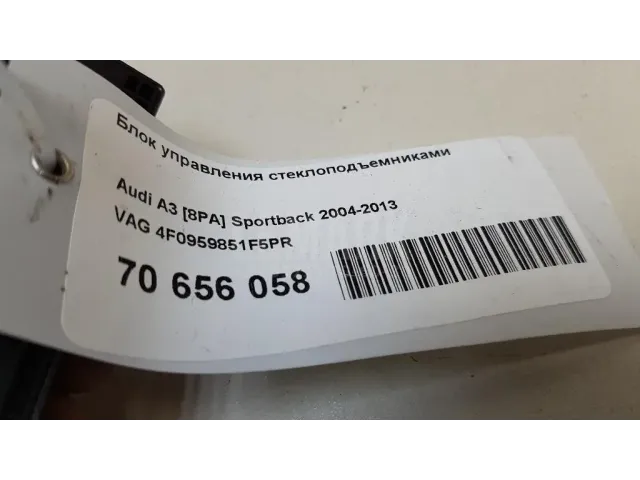 Блок управления стеклоподъемниками
Audi A3 [8PA] Sportback 2004-2013
VAG 4F0959851F5PR
70 656 058